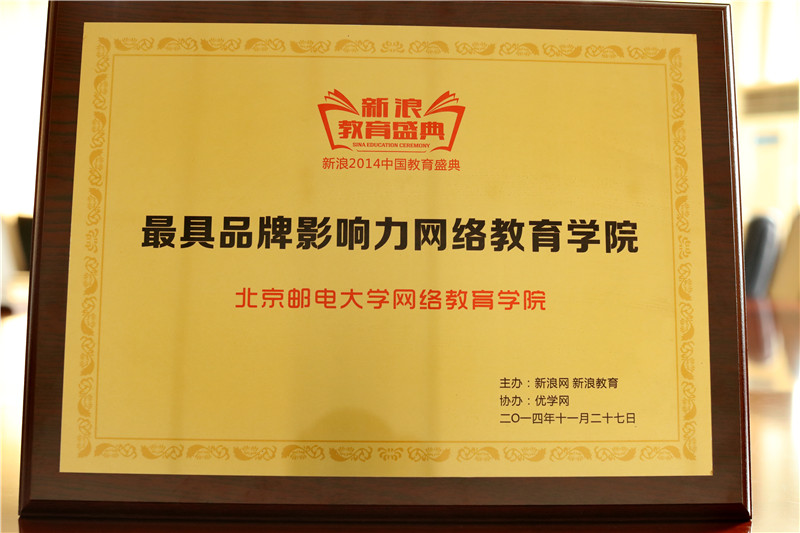 新浪
教育盛典
SINA EDUCATION CEREMONY
新浪2014中国教育盛典
最具品牌影响力网络教育学院
北京邮电大学网络教育学院
主办：新浪网 新浪教育
协办：优学网
二〇一四年十一月二十七日